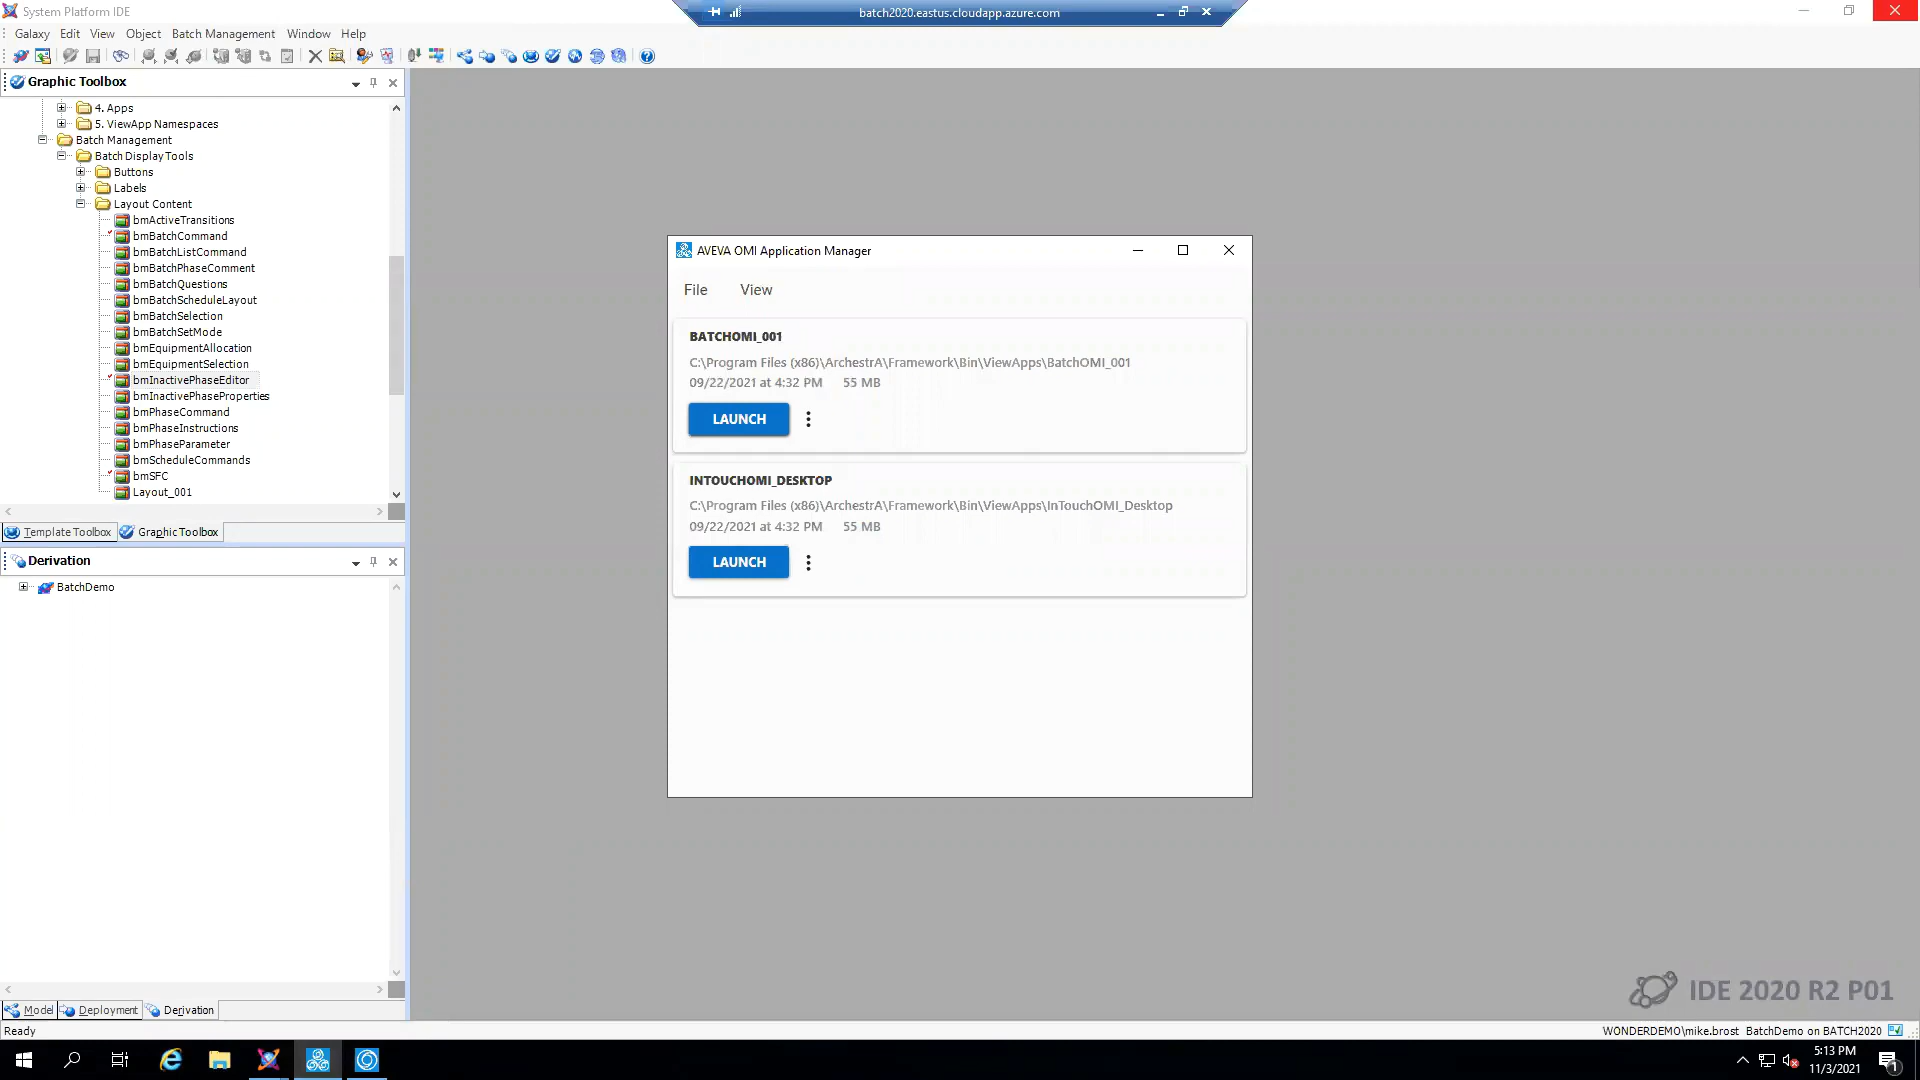 System Platform IDE
batch2020.eastus.cloudapp.azure.com
Galaxy Edit View Object Batch Management Window Help
Graphic Toolbox
4. Apps
5. ViewApp Namespaces
Batch Management
Batch Display Tools
Buttons
Labels
Layout Content
bmActiveTransitions
bmBatchCommand
bmBatchListCommand
bmBatchPhaseComment
bmBatchQuestions
bmBatchScheduleLayout
bmBatchSelection
bmBatchSetMode
bmEquipmentAllocation
bmEquipmentSelection
bmInactivePhaseEditor
bmInactivePhaseProperties
bmPhaseCommand
bmPhaseInstructions
bmPhaseParameter
bmScheduleCommands
bmSFC
Layout_001
Template Toolbox Graphic Toolbox
Derivation
BatchDemo
Model Deployment Derivation
Ready
AVEVA OMI Application Manager
File View
BATCHOMI_001
C:\Program Files (x86)\ArchestrA\Framework\Bin\ViewApps\BatchOMI_001
09/22/2021 at 4:32 PM 55 MB
LAUNCH
INTOUCHOMI_DESKTOP
C:\Program Files (x86)\ArchestrA\Framework\Bin\ViewApps\InTouchOMI_Desktop
09/22/2021 at 4:32 PM 55 MB
LAUNCH
IDE 2020 R2 P01
WONDERDEMO\mike.brost BatchDemo on BATCH2020
5:13 PM
11/3/2021
1